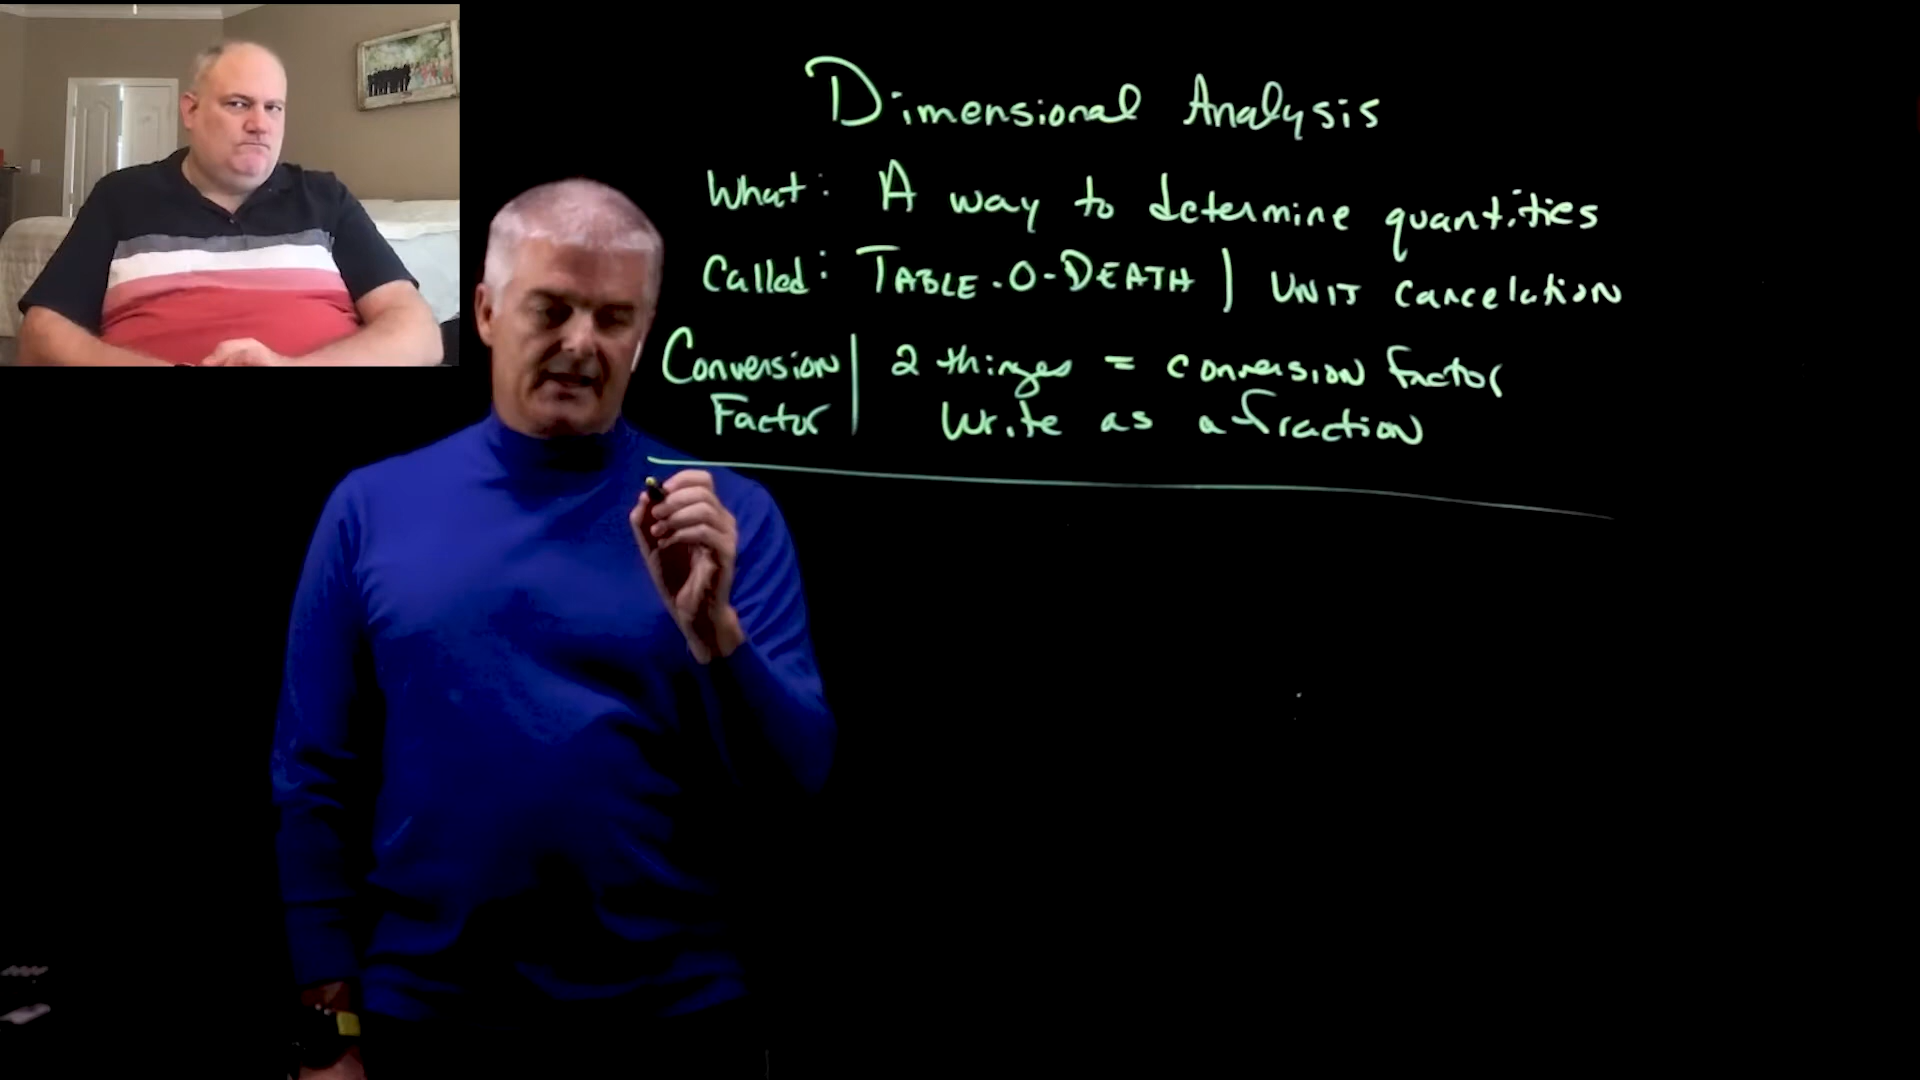 Dimensional Analysis
What: A way to determine quantities
Called: TABLE-O-DEATH | UNIT Cancelation
Conversion | 2 things = conversion factor
Factor | Write as a fraction